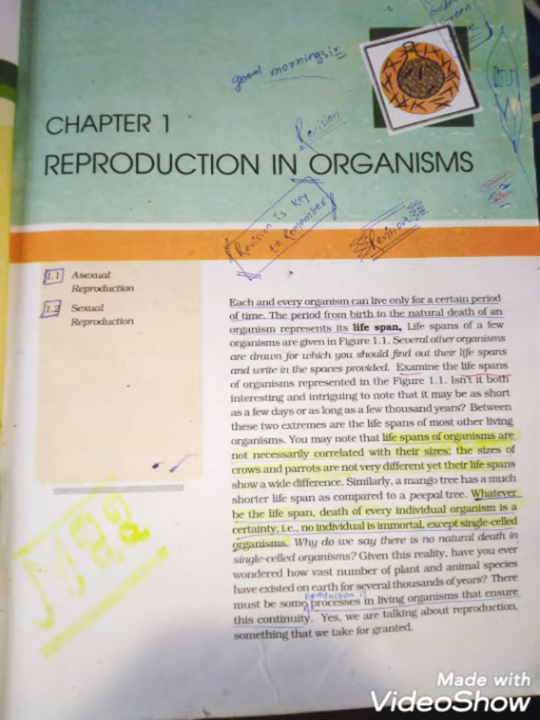 good morning sir
CHAPTER 1
Revision
REPRODUCTION IN ORGANISMS
Revision is key
to remember
Revision
1.1 Asexual
Reproduction
1.2 Sexual
Reproduction
Each and every organism can live only for a certain period
of time. The period from birth to the natural death of an
organism represents its life span. Life spans of a few
organisms are given in Figure 1.1. Several other organisms
are drawn for which you should find out their life spans
and write in the spaces provided. Examine the life spans
of organisms represented in the Figure 1.1. Isn't it both
interesting and intriguing to note that it may be as short
as a few days or as long as a few thousand years? Between
these two extremes are the life spans of most other living
organisms. You may note that life spans of organisms are
not necessarily correlated with their sizes; the sizes of
crows and parrots are not very different yet their life spans
show a wide difference. Similarly, a mango tree has a much
shorter life span as compared to a peepal tree. Whatever
be the life span, death of every individual organism is a
certainty, i.e., no individual is immortal, except single-celled
organisms. Why do we say there is no natural death in
single-celled organisms? Given this reality, have you ever
wondered how vast number of plant and animal species
have existed on earth for several thousands of years? There
must be some processes in living organisms that ensure
this continuity. Yes, we are talking about reproduction,
something that we take for granted.
Made with
VideoShow